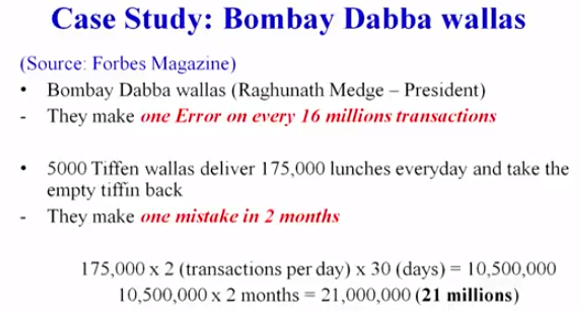 Case Study: Bombay Dabba wallas
(Source: Forbes Magazine)
• Bombay Dabba wallas (Raghunath Medge – President)
- They make one Error on every 16 millions transactions
• 5000 Tiffen wallas deliver 175,000 lunches everyday and take the
empty tiffin back
- They make one mistake in 2 months
175,000 x 2 (transactions per day) x 30 (days) = 10,500,000
10,500,000 x 2 months = 21,000,000 (21 millions)